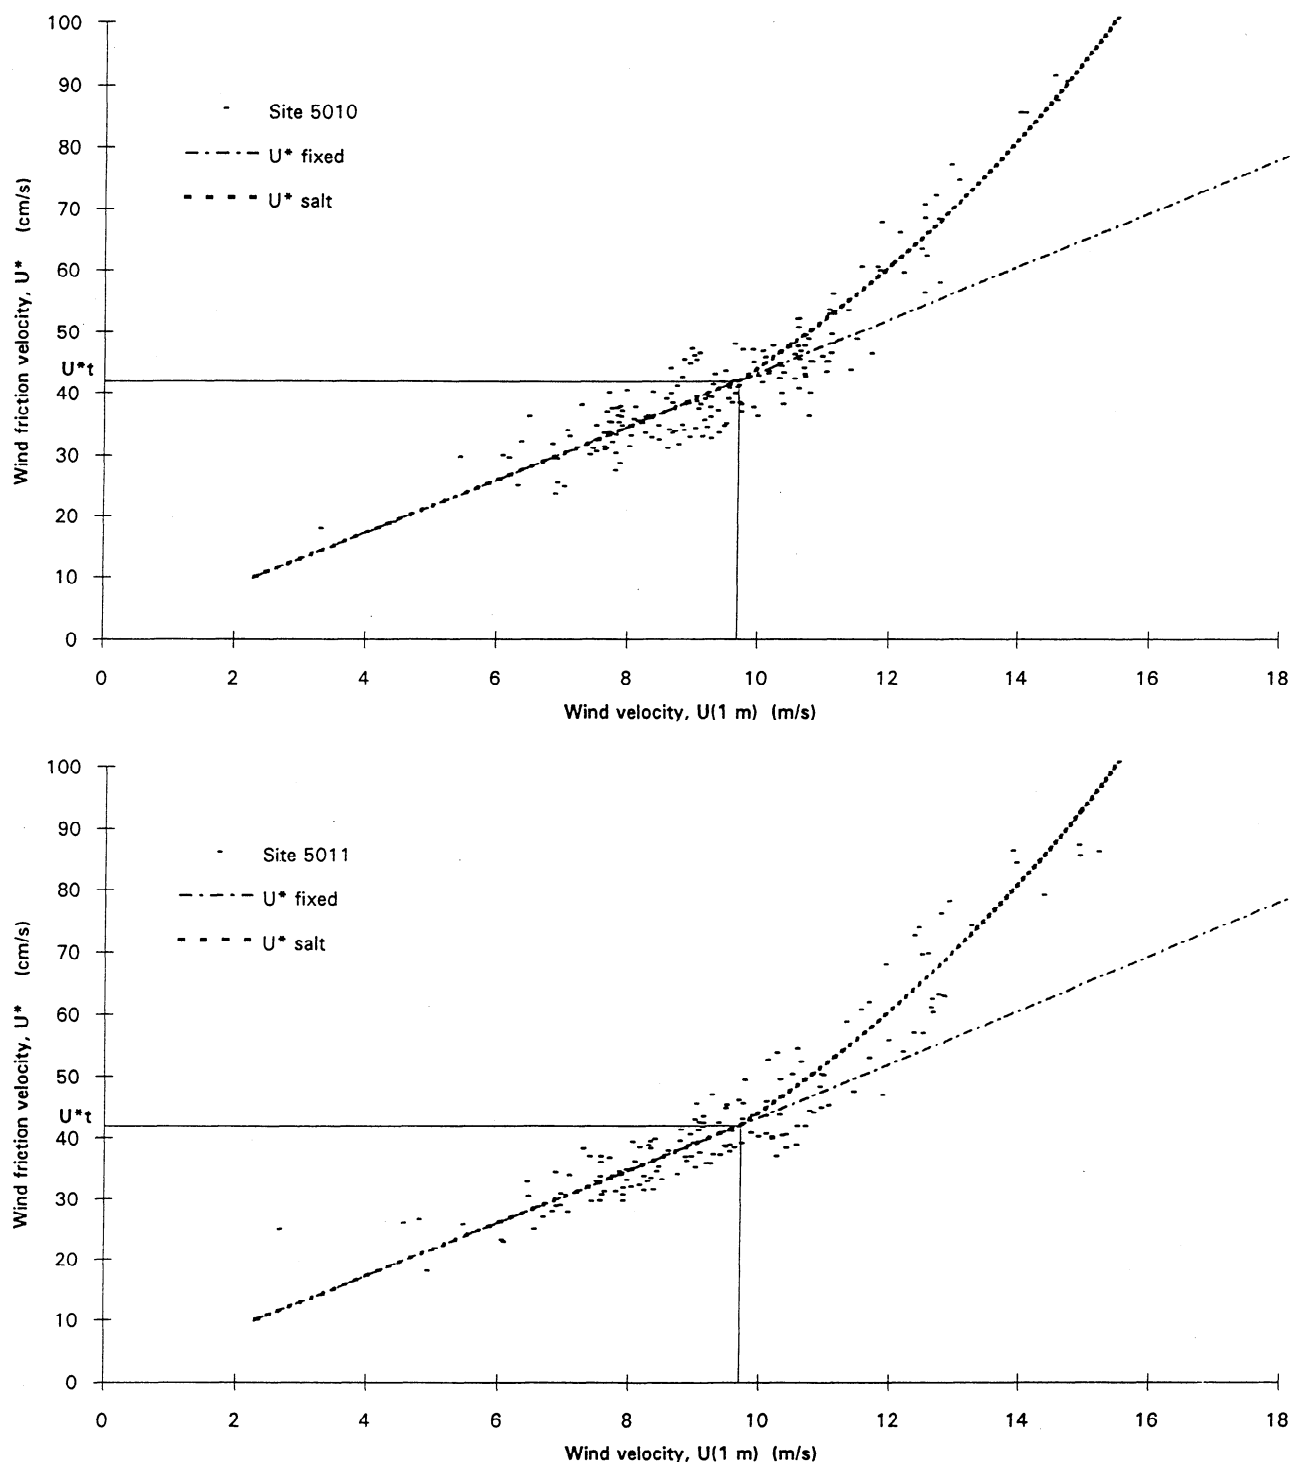 100
90
80
70
60
50
U*t
40
30
20
10
0
Wind friction velocity, U* (cm/s)
Site 5010
U* fixed
U* salt
0 2 4 6 8 10 12 14 16 18
Wind velocity, U(1 m) (m/s)
100
90
80
70
60
50
U*t
40
30
20
10
0
Wind friction velocity, U* (cm/s)
Site 5011
U* fixed
U* salt
0 2 4 6 8 10 12 14 16 18
Wind velocity, U(1 m) (m/s)